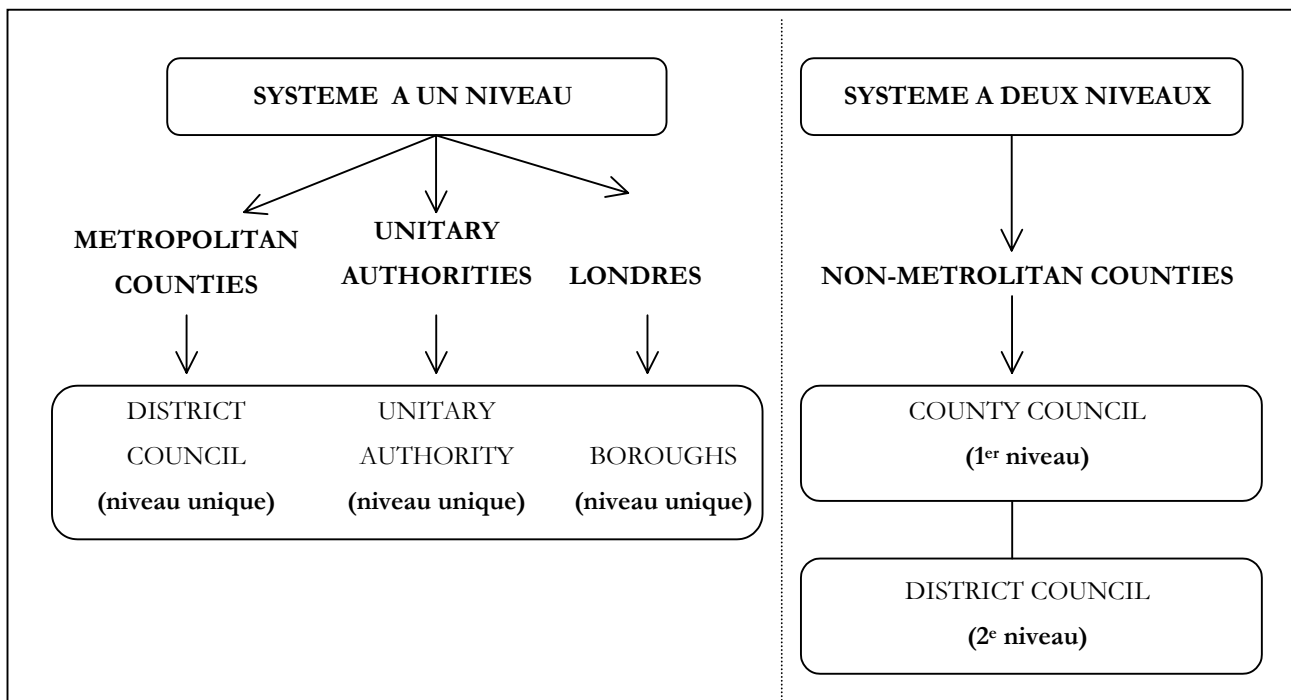 SYSTEME A UN NIVEAU
METROPOLITAN
COUNTIES
UNITARY
AUTHORITIES
LONDRES
DISTRICT
COUNCIL
(niveau unique)
UNITARY
AUTHORITY
(niveau unique)
BOROUGHS
(niveau unique)
SYSTEME A DEUX NIVEAUX
NON-METROLITAN COUNTIES
COUNTY COUNCIL
(1er niveau)
DISTRICT COUNCIL
(2e niveau)